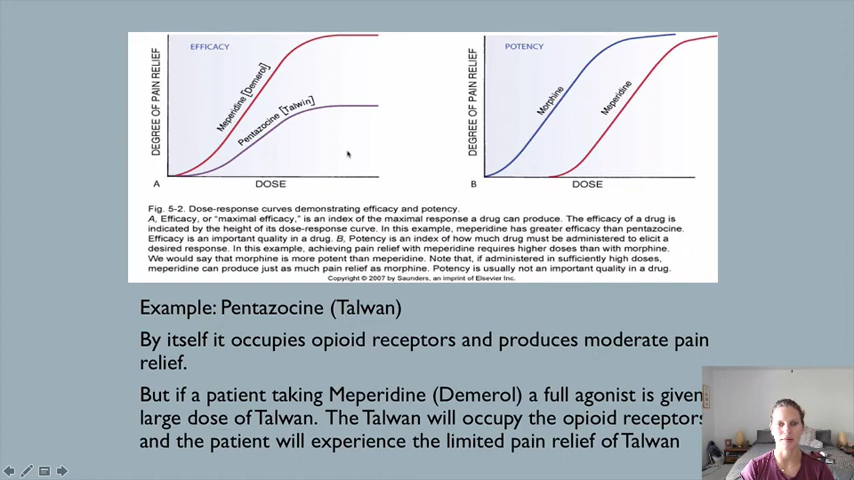 EFFICACY
DEGREE OF PAIN RELIEF
Meperidine [Demerol]
Pentazocine [Talwin]
A
DOSE
POTENCY
DEGREE OF PAIN RELIEF
Morphine
Meperidine
B
DOSE
Fig. 5-2. Dose-response curves demonstrating efficacy and potency.
A, Efficacy, or “maximal efficacy,” is an index of the maximal response a drug can produce. The efficacy of a drug is
indicated by the height of its dose-response curve. In this example, meperidine has greater efficacy than pentazocine.
Efficacy is an important quality in a drug. B, Potency is an index of how much drug must be administered to elicit a
desired response. In this example, achieving pain relief with meperidine requires higher doses than with morphine.
We would say that morphine is more potent than meperidine. Note that, if administered in sufficiently high doses,
meperidine can produce just as much pain relief as morphine. Potency is usually not an important quality in a drug.
Copyright © 2007 by Saunders, an imprint of Elsevier Inc.
Example: Pentazocine (Talwan)
By itself it occupies opioid receptors and produces moderate pain
relief.
But if a patient taking Meperidine (Demerol) a full agonist is given
large dose of Talwan. The Talwan will occupy the opioid receptors
and the patient will experience the limited pain relief of Talwan